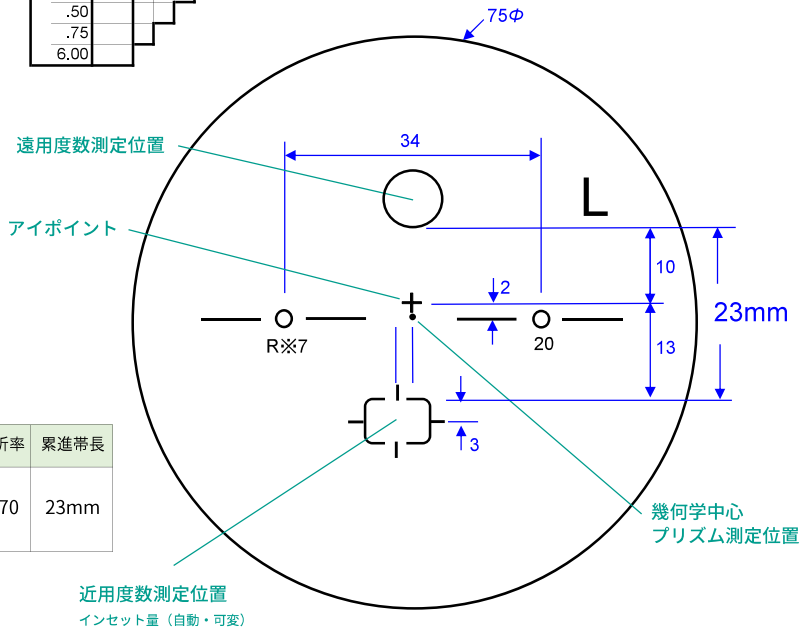 .50
.75
6.00
75Φ
34
遠用度数測定位置
L
アイポイント
10
2
23mm
13
R※7
20
3
累進帯長
70
23mm
幾何学中心
プリズム測定位置
近用度数測定位置
インセット量（自動・可変）